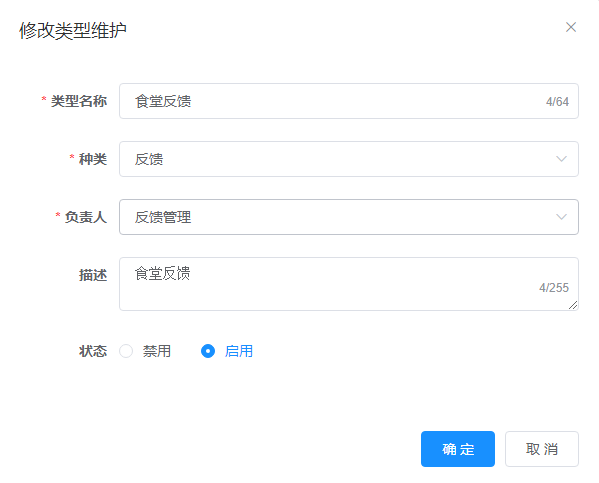 修改类型维护
* 类型名称 食堂反馈 4/64
* 种类 反馈
* 负责人 反馈管理
描述 食堂反馈 4/255
状态 禁用 启用
确 定 取 消